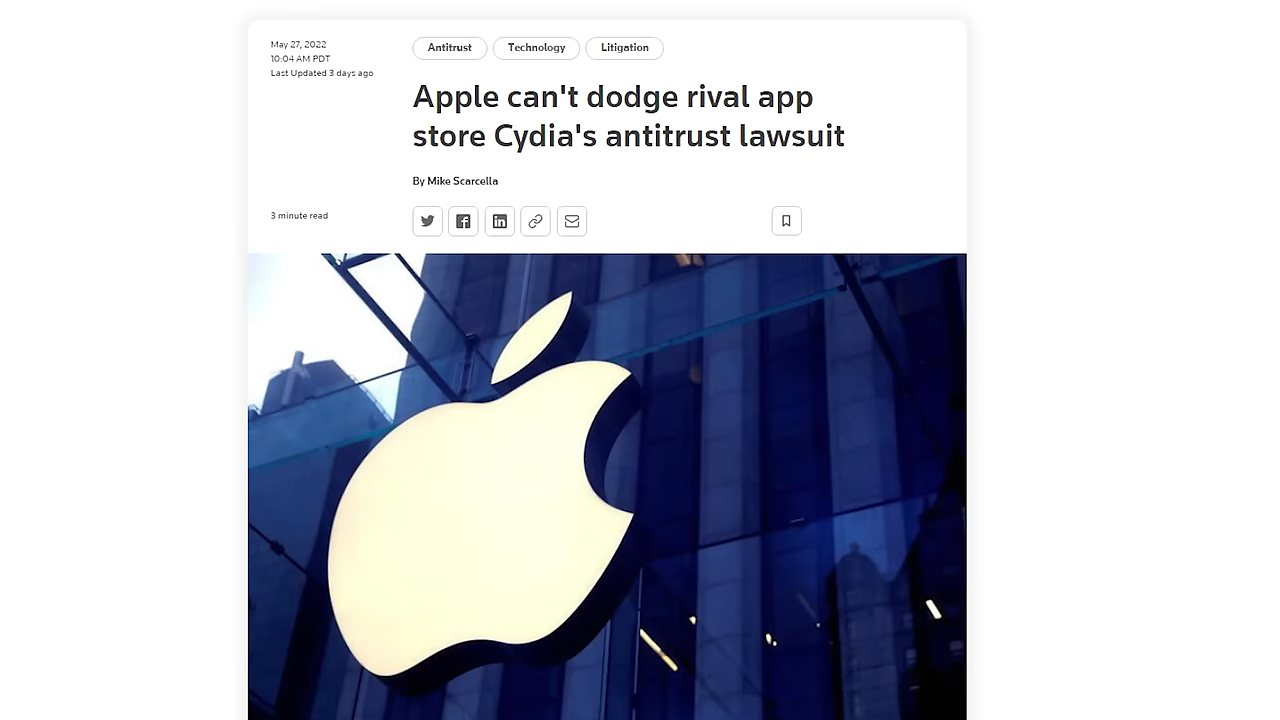 May 27, 2022
10:04 AM PDT
Last Updated 3 days ago
Antitrust Technology Litigation
Apple can't dodge rival app
store Cydia's antitrust lawsuit
By Mike Scarcella
3 minute read